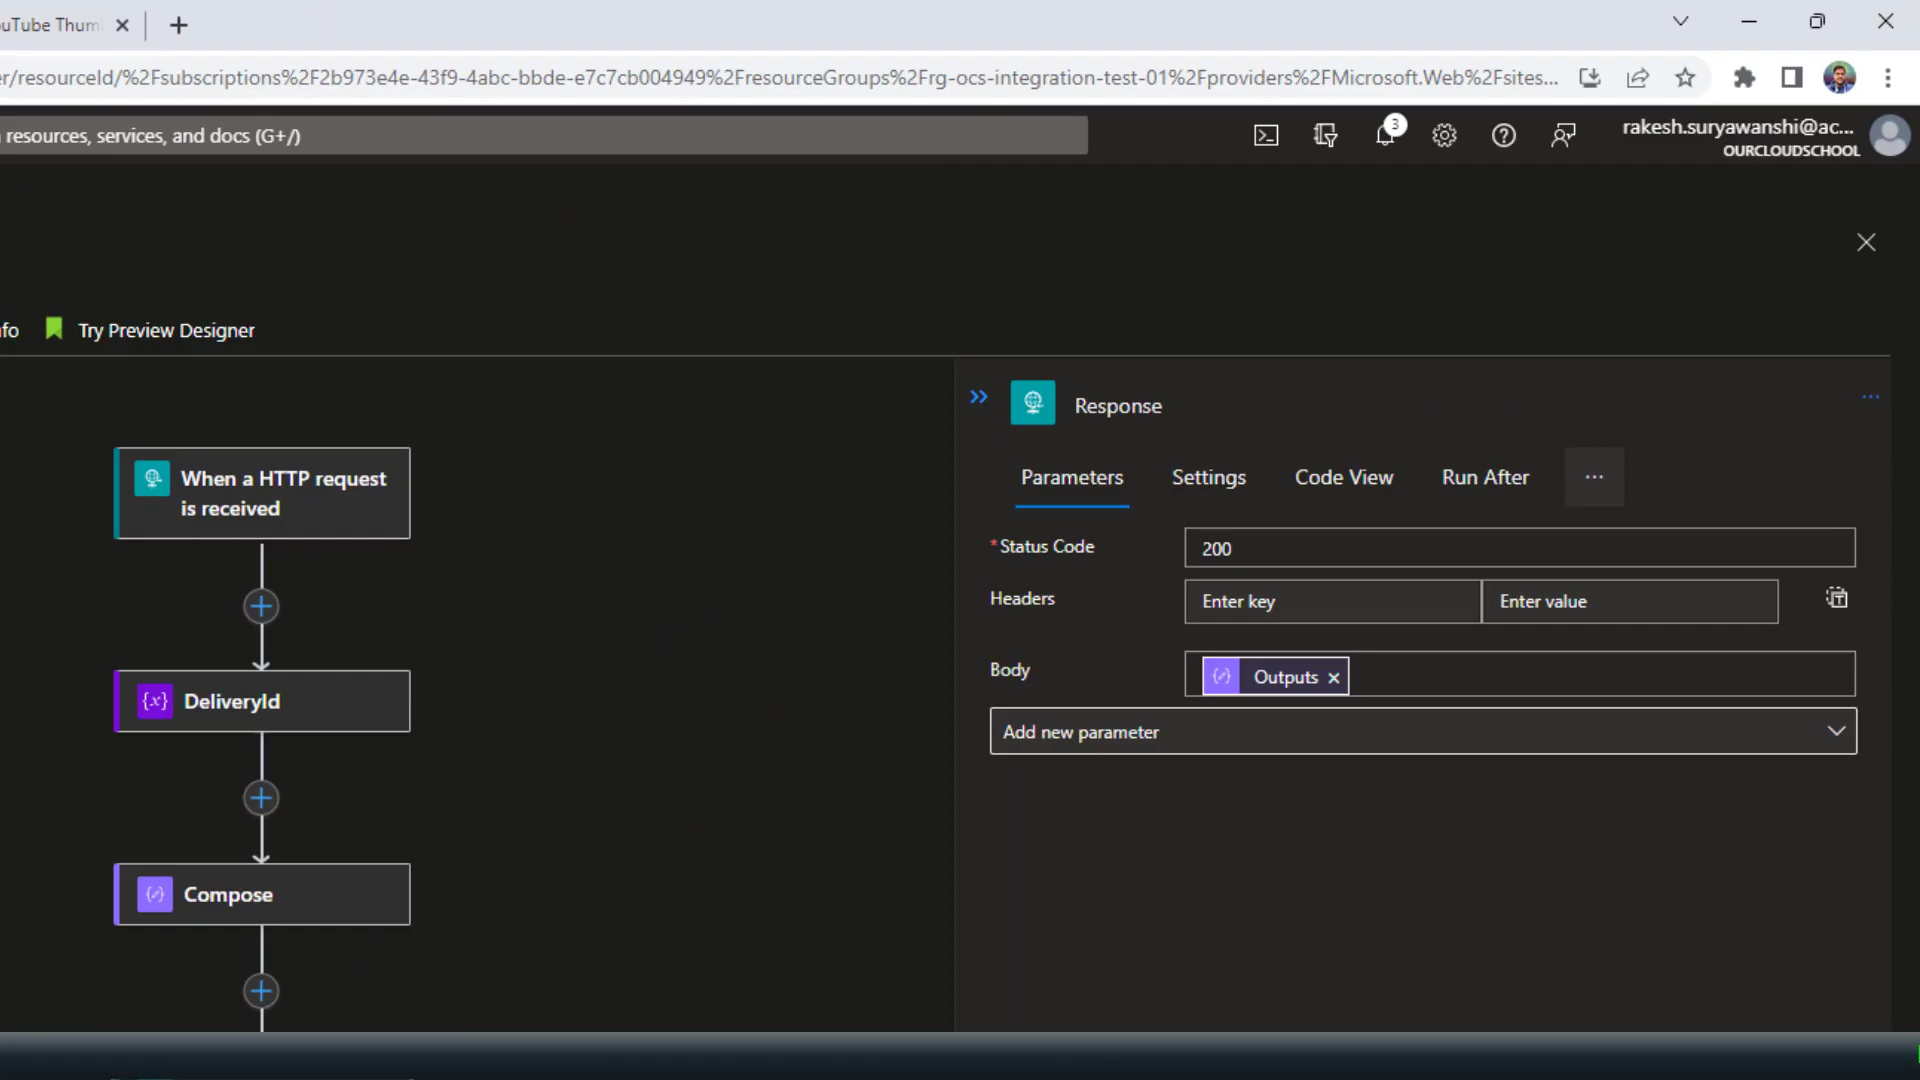 ouTube Thum
er/resourceId/%2Fsubscriptions%2F2b973e4e-43f9-4abc-bbde-e7c7cb004949%2FresourceGroups%2Frg-ocs-integration-test-01%2Fproviders%2FMicrosoft.Web%2Fsites...
resources, services, and docs (G+/)
3
rakesh.suryawanshi@ac...
OURCLOUDSCHOOL
nfo
Try Preview Designer
Response
...
When a HTTP request
is received
Parameters
Settings
Code View
Run After
...
*Status Code
200
Headers
Enter key
Enter value
Body
Outputs
DeliveryId
Add new parameter
Compose